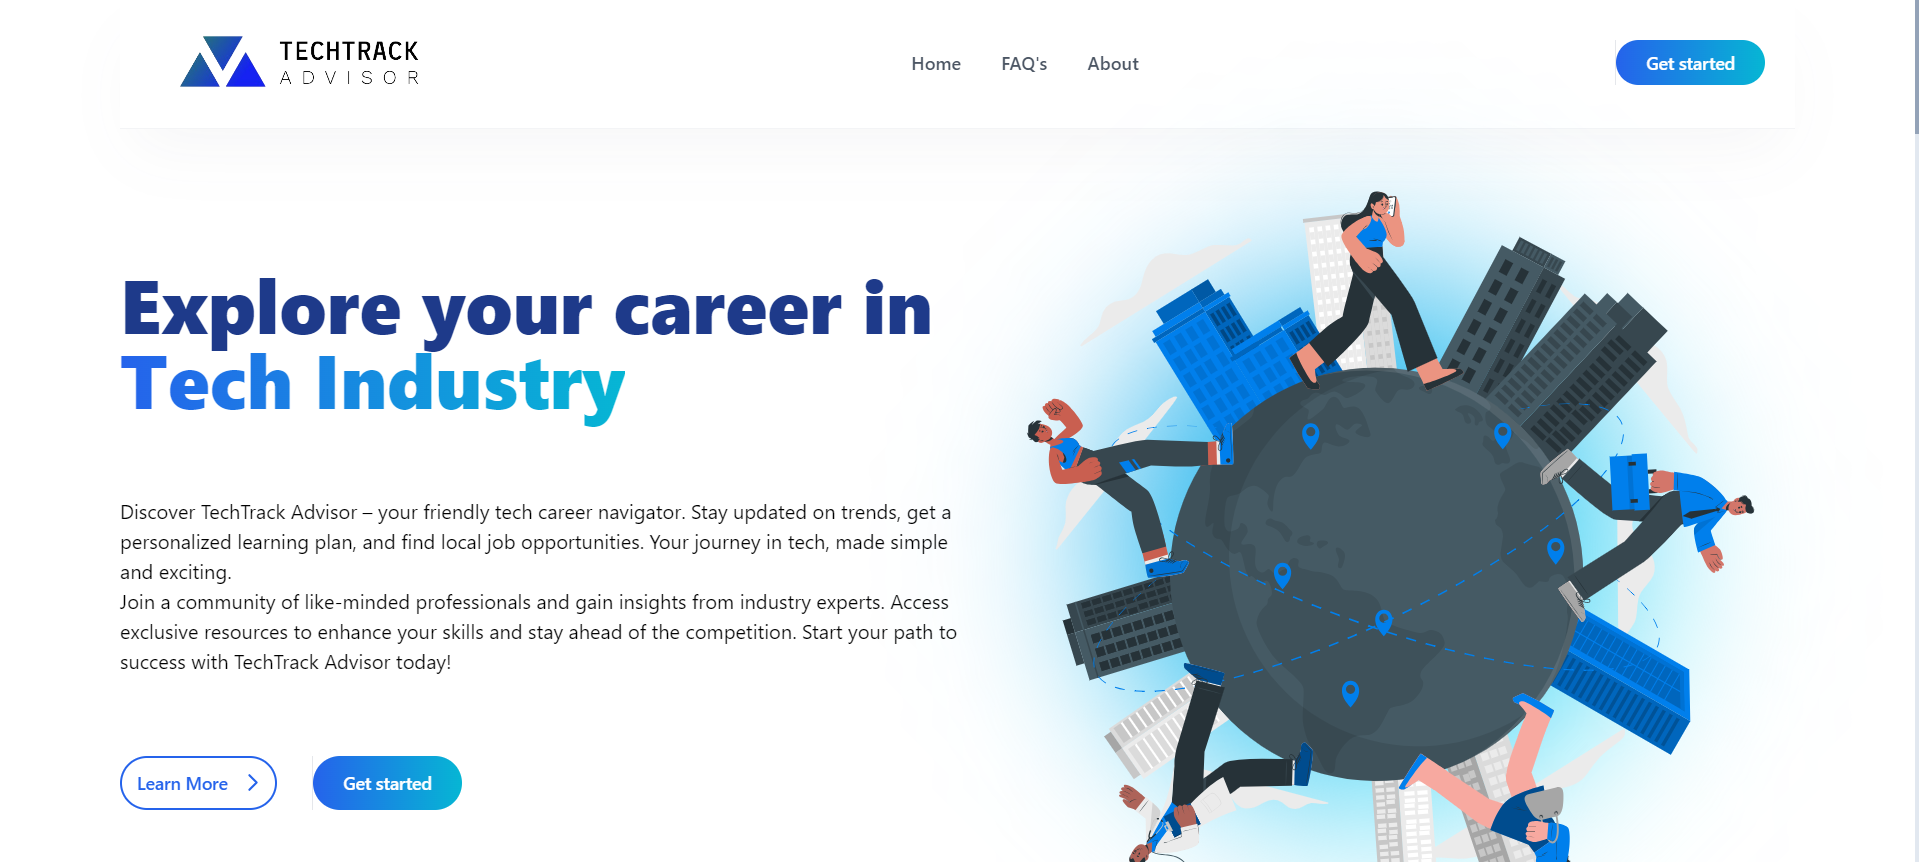 TECHTRACK
ADVISOR
Home FAQ's About
Get started
Explore your career in
Tech Industry
Discover TechTrack Advisor – your friendly tech career navigator. Stay updated on trends, get a
personalized learning plan, and find local job opportunities. Your journey in tech, made simple
and exciting.
Join a community of like-minded professionals and gain insights from industry experts. Access
exclusive resources to enhance your skills and stay ahead of the competition. Start your path to
success with TechTrack Advisor today!
Learn More
Get started